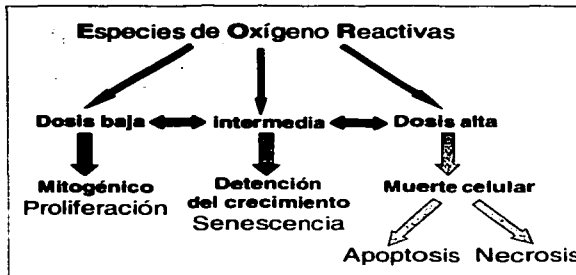 Especies de Oxígeno Reactivas
Dosis baja intermedia Dosis alta
Mitogénico
Proliferación
Detención
del crecimiento
Senescencia
Muerte celular
Apoptosis Necrosis